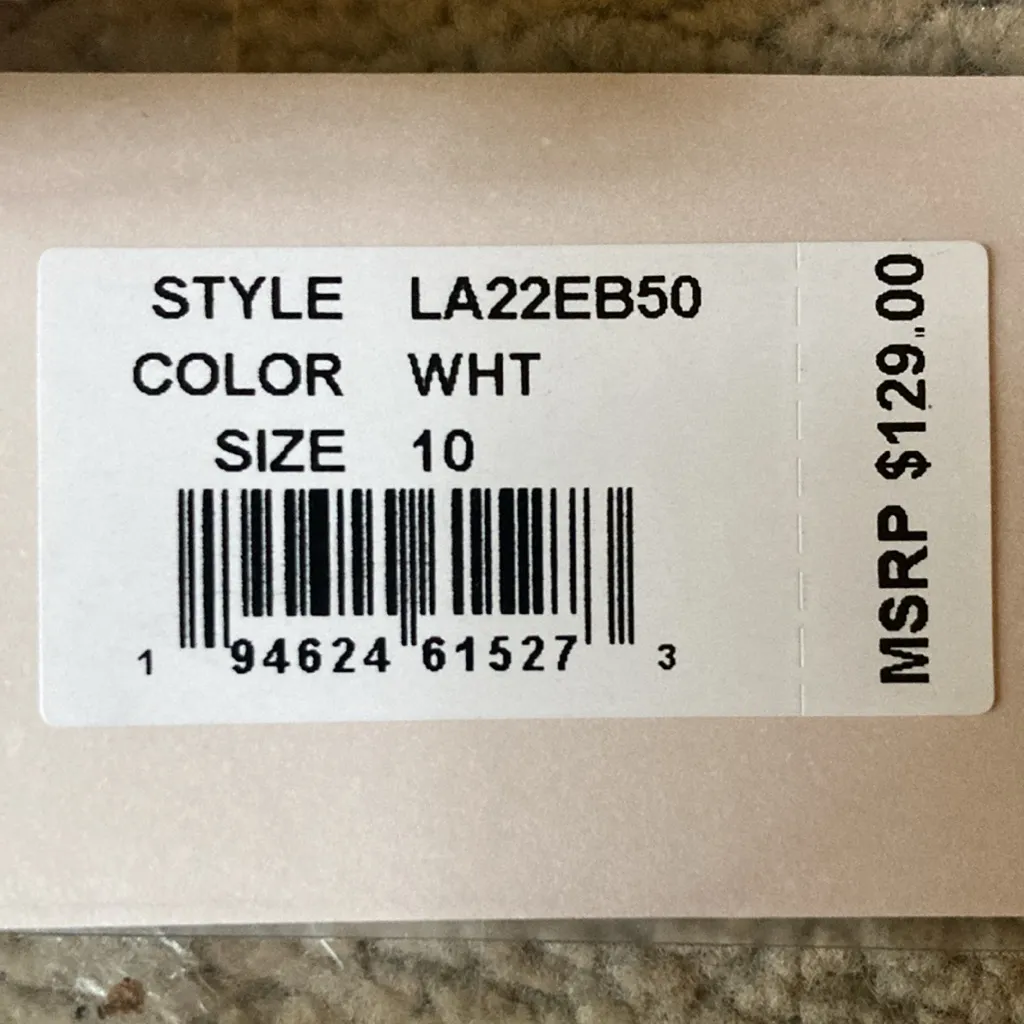 STYLE LA22EB50
COLOR WHT
SIZE 10
1 94624 61527 3
MSRP $129.00